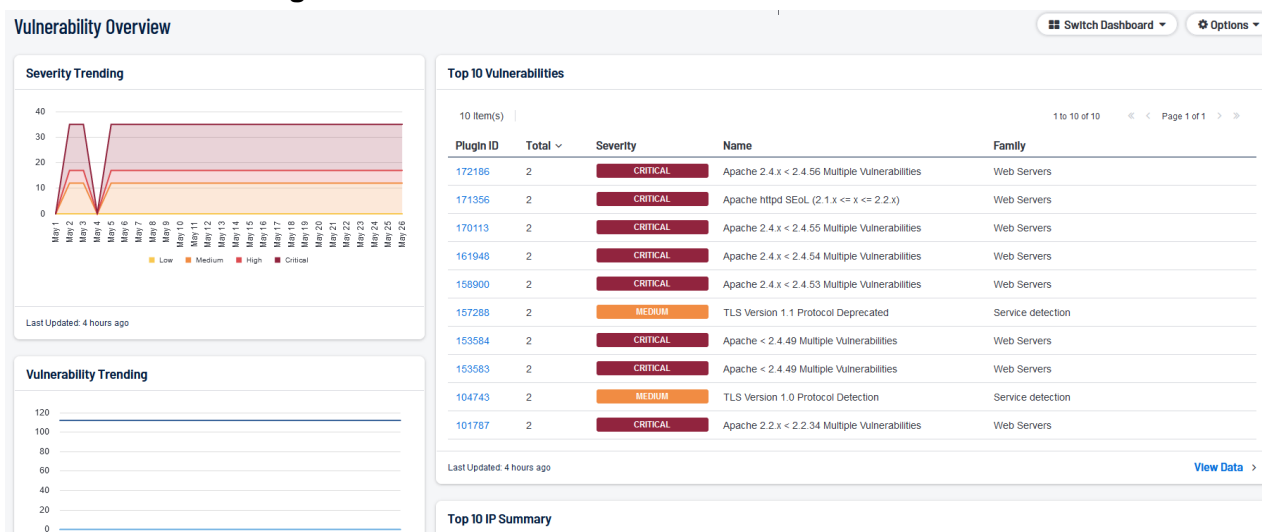 Vulnerability Overview
Switch Dashboard
Options
Severity Trending
40
30
20
10
0
May 1
May 2
May 3
May 4
May 5
May 6
May 7
May 8
May 9
May 10
May 11
May 12
May 13
May 14
May 15
May 16
May 17
May 18
May 19
May 20
May 21
May 22
May 23
May 24
May 25
May 26
Low Medium High Critical
Last Updated: 4 hours ago
Vulnerability Trending
120
100
80
60
40
20
0
Top 10 Vulnerabilities
10 Item(s) 1 to 10 of 10 Page 1 of 1
Plugin ID Total Severity Name Family
172186 2 CRITICAL Apache 2.4.x < 2.4.56 Multiple Vulnerabilities Web Servers
171356 2 CRITICAL Apache httpd SEoL (2.1.x <= x <= 2.2.x) Web Servers
170113 2 CRITICAL Apache 2.4.x < 2.4.55 Multiple Vulnerabilities Web Servers
161948 2 CRITICAL Apache 2.4.x < 2.4.54 Multiple Vulnerabilities Web Servers
158900 2 CRITICAL Apache 2.4.x < 2.4.53 Multiple Vulnerabilities Web Servers
157288 2 MEDIUM TLS Version 1.1 Protocol Deprecated Service detection
153584 2 CRITICAL Apache < 2.4.49 Multiple Vulnerabilities Web Servers
153583 2 CRITICAL Apache < 2.4.49 Multiple Vulnerabilities Web Servers
104743 2 MEDIUM TLS Version 1.0 Protocol Detection Service detection
101787 2 CRITICAL Apache 2.2.x < 2.2.34 Multiple Vulnerabilities Web Servers
Last Updated: 4 hours ago View Data >
Top 10 IP Summary